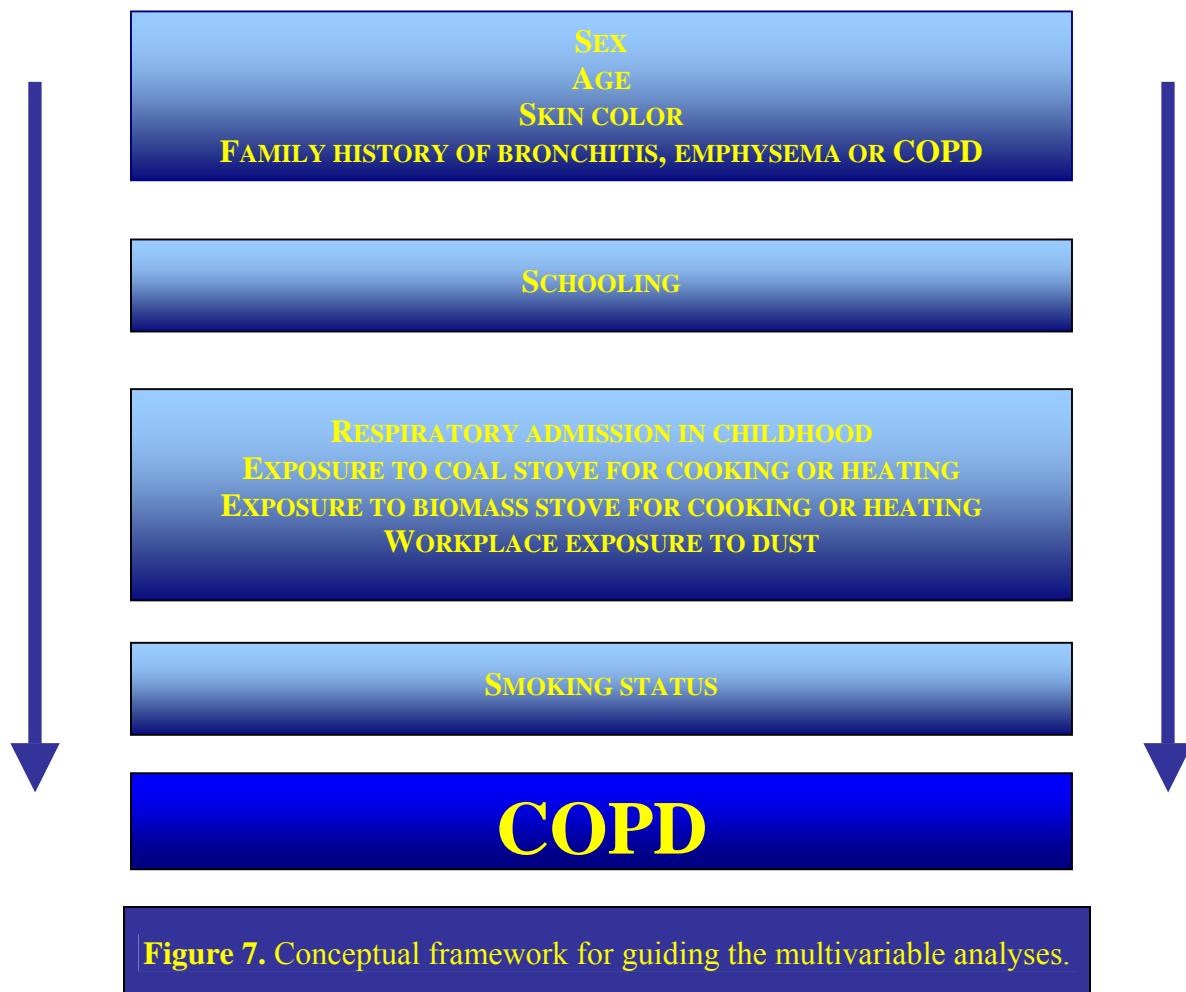 SEX
AGE
SKIN COLOR
FAMILY HISTORY OF BRONCHITIS, EMPHYSEMA OR COPD
SCHOOLING
RESPIRATORY ADMISSION IN CHILDHOOD
EXPOSURE TO COAL STOVE FOR COOKING OR HEATING
EXPOSURE TO BIOMASS STOVE FOR COOKING OR HEATING
WORKPLACE EXPOSURE TO DUST
SMOKING STATUS
COPD
Figure 7. Conceptual framework for guiding the multivariable analyses.